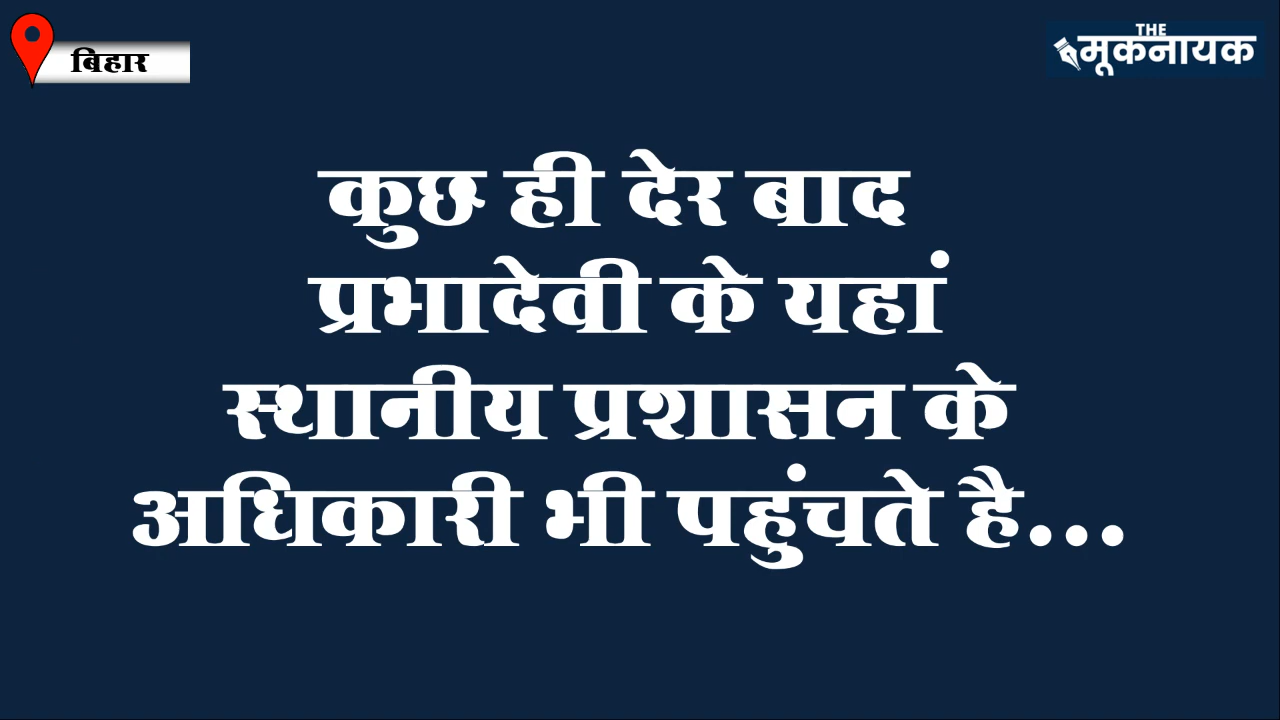 बिहार
THE
मूकनायक
कुछ ही देर बाद
प्रभादेवी के यहां
स्थानीय प्रशासन के
अधिकारी भी पहुंचते है...